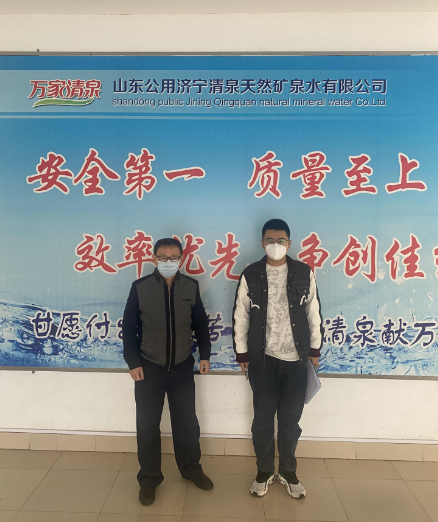 万家清泉
山东公用济宁清泉天然矿泉水有限公司
shandong public Jining Qingquan natural mineral water Co.Ltd
安全第一 质量至上
效率优先 争创佳
甘愿付 清泉献万